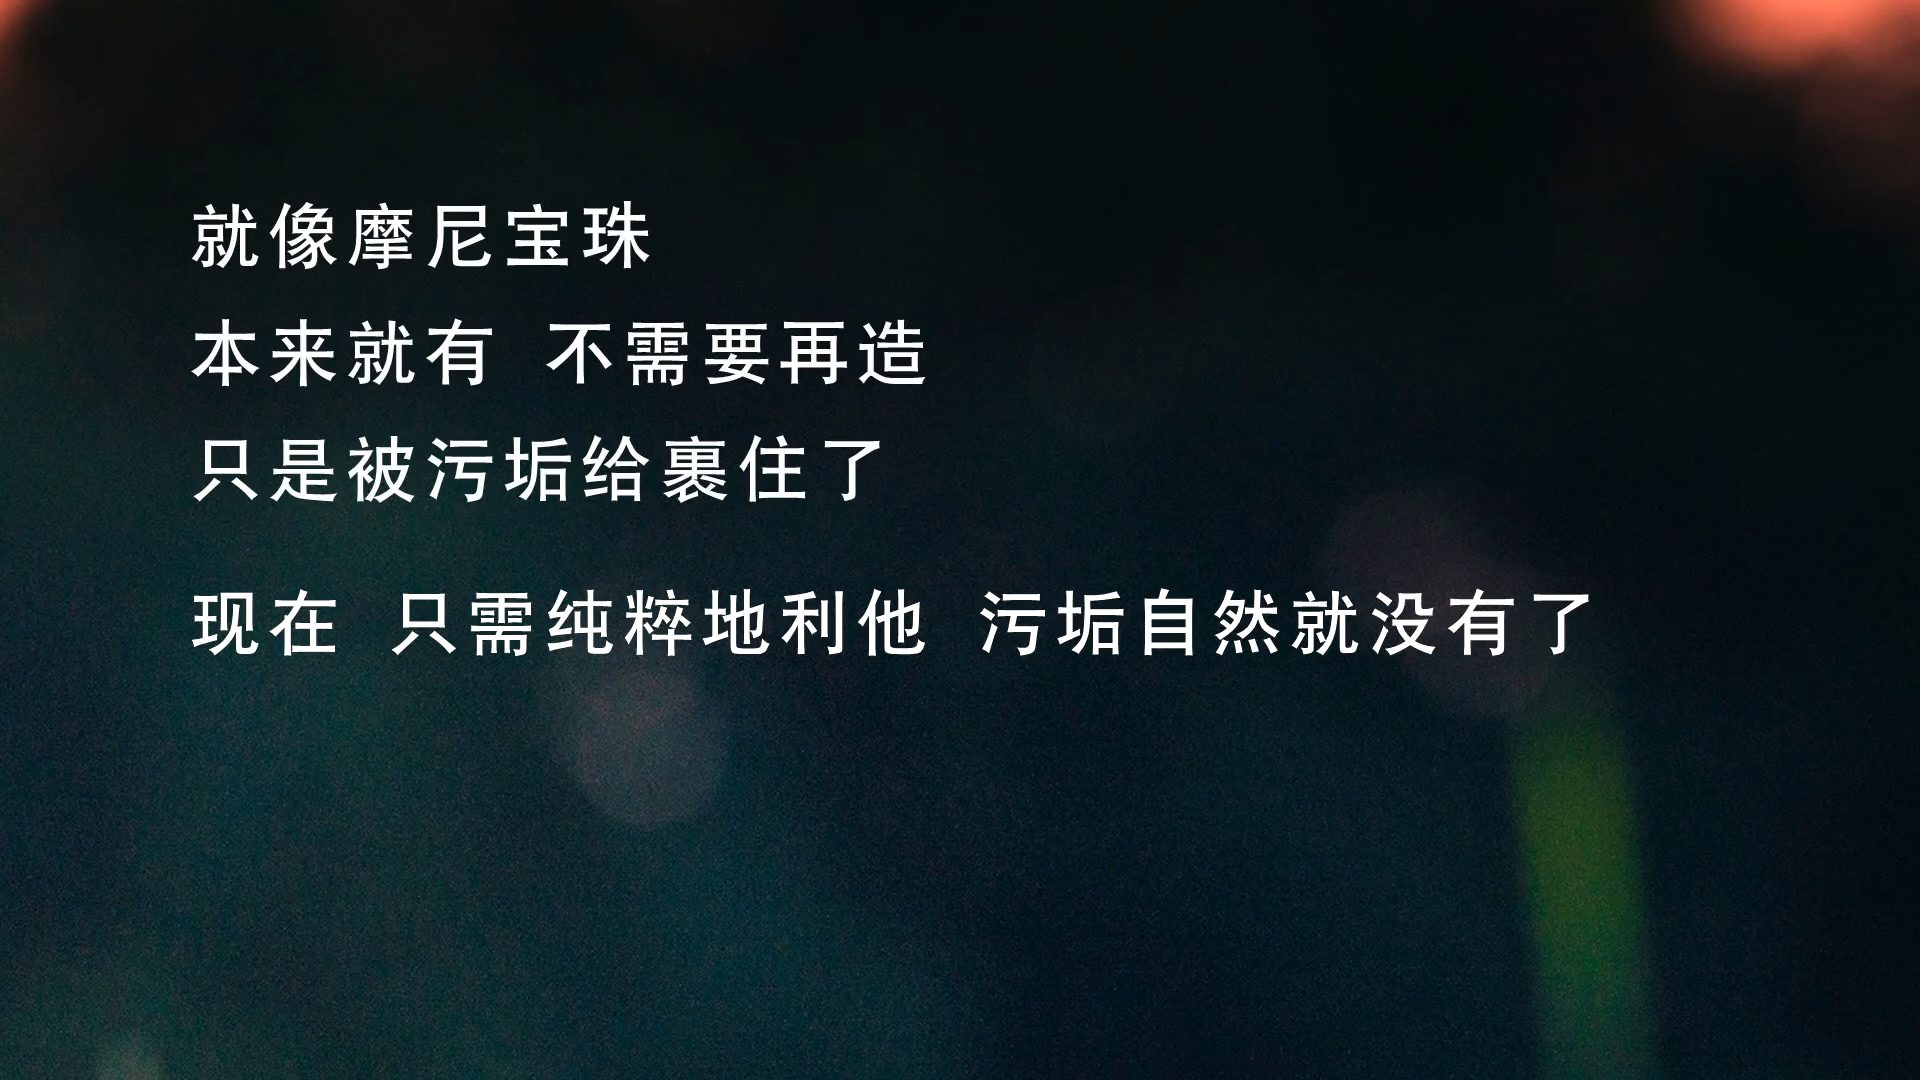 就像摩尼宝珠
本来就有 不需要再造
只是被污垢给裹住了
现在 只需纯粹地利他 污垢自然就没有了